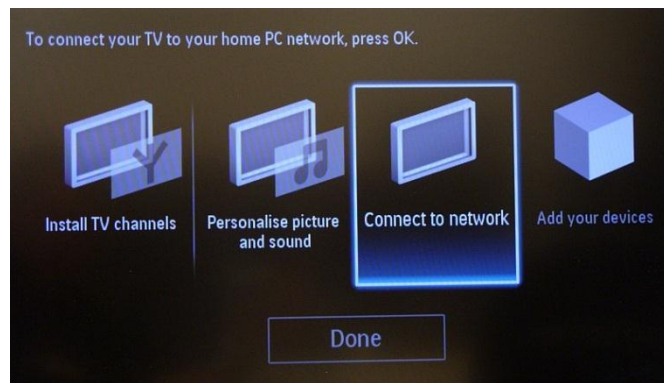 To connect your TV to your home PC network, press OK.
Install TV channels
Personalise picture
and sound
Connect to network
Add your devices
Done